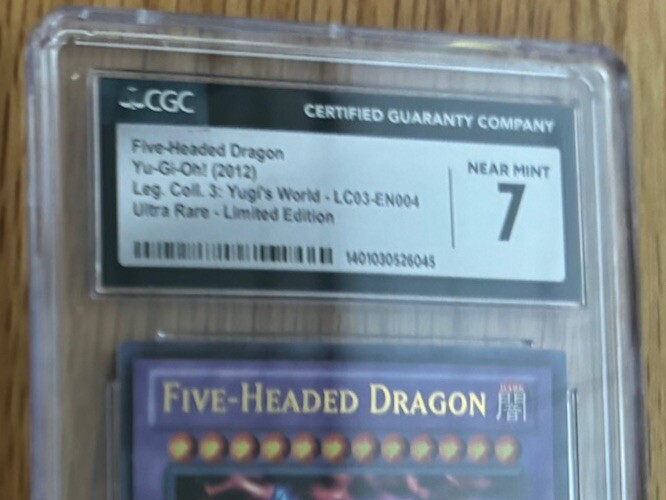 CGC
CERTIFIED GUARANTY COMPANY
Five-Headed Dragon
Yu-Gi-Oh! (2012)
Leg. Coll. 3: Yugi's World - LC03-EN004
Ultra Rare - Limited Edition
NEAR MINT
7
1401030526045
FIVE-HEADED DRAGON
DARK
闇